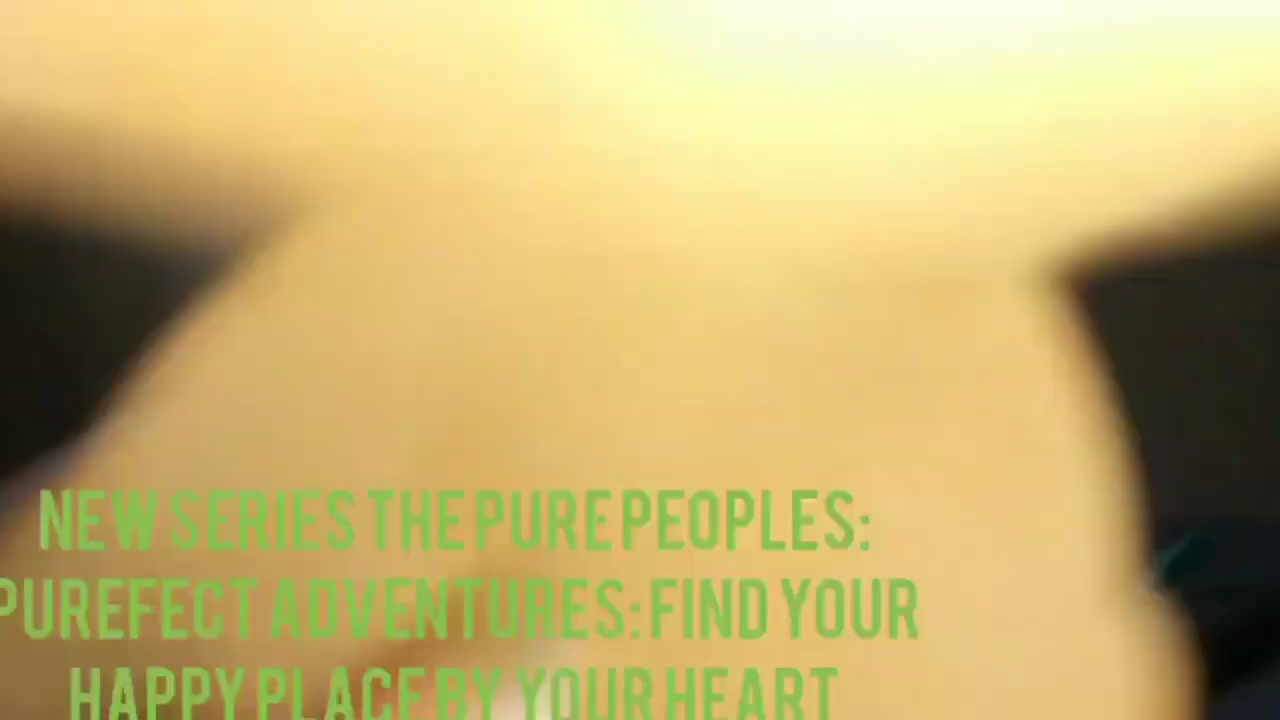 NEW SERIES THE PURE PEOPLES:
PUREFECT ADVENTURES: FIND YOUR
HAPPY PLACE BY YOUR HEART